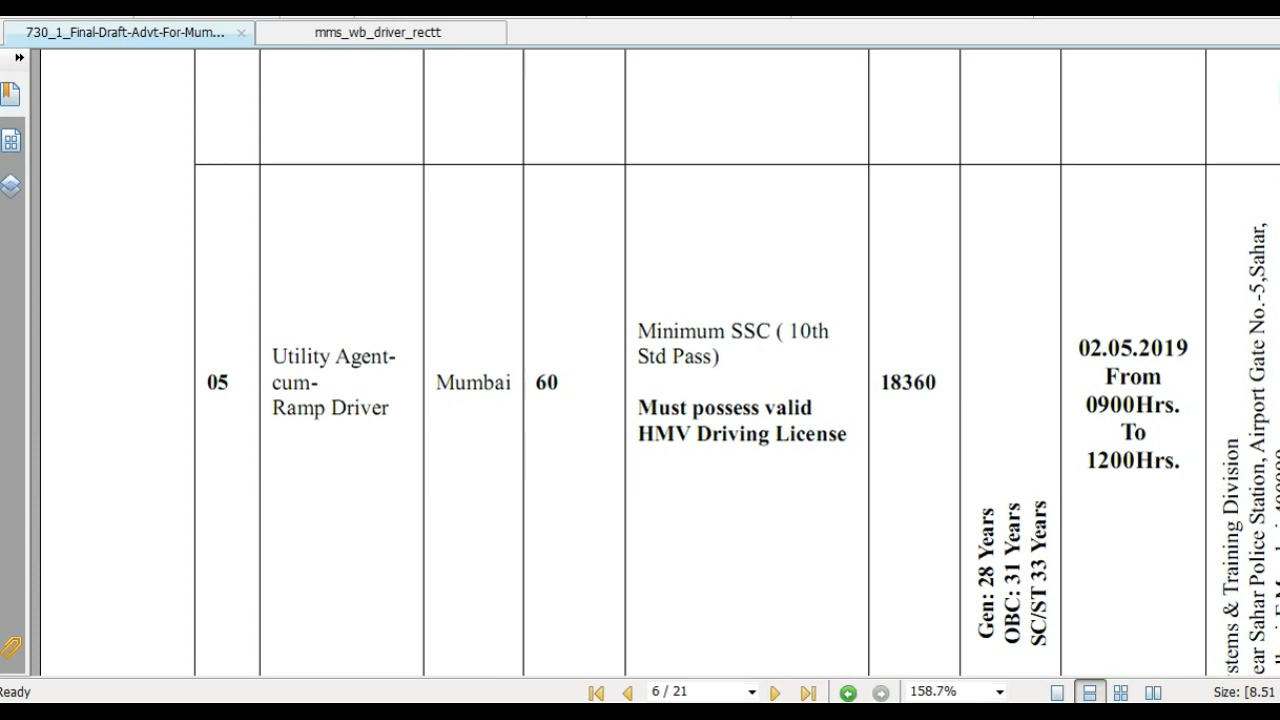 730_1_Final-Draft-Advt-For-Mum...
mms_wb_driver_rectt
05
Utility Agent-
cum-
Ramp Driver
Mumbai
60
Minimum SSC ( 10th
Std Pass)
Must possess valid
HMV Driving License
18360
Gen: 28 Years
OBC: 31 Years
SC/ST 33 Years
02.05.2019
From
0900Hrs.
To
1200Hrs.
stems & Training Division
ear Sahar Police Station, Airport Gate No.-5,Sahar,
Ready
6 / 21
158.7%
Size: [8.51